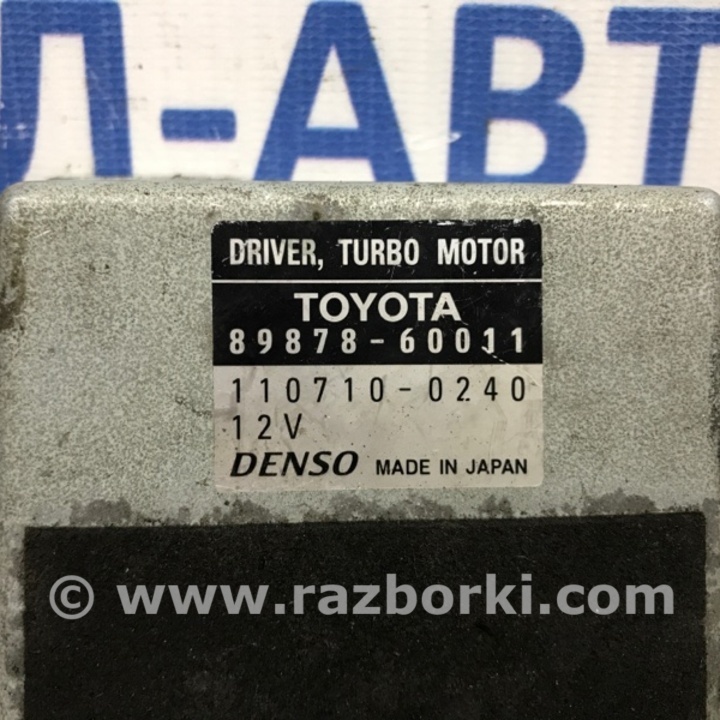 Л-АВТ
DRIVER, TURBO MOTOR
TOYOTA
89878-60011
110710-0240
12V
DENSO MADE IN JAPAN
© www.razborki.com